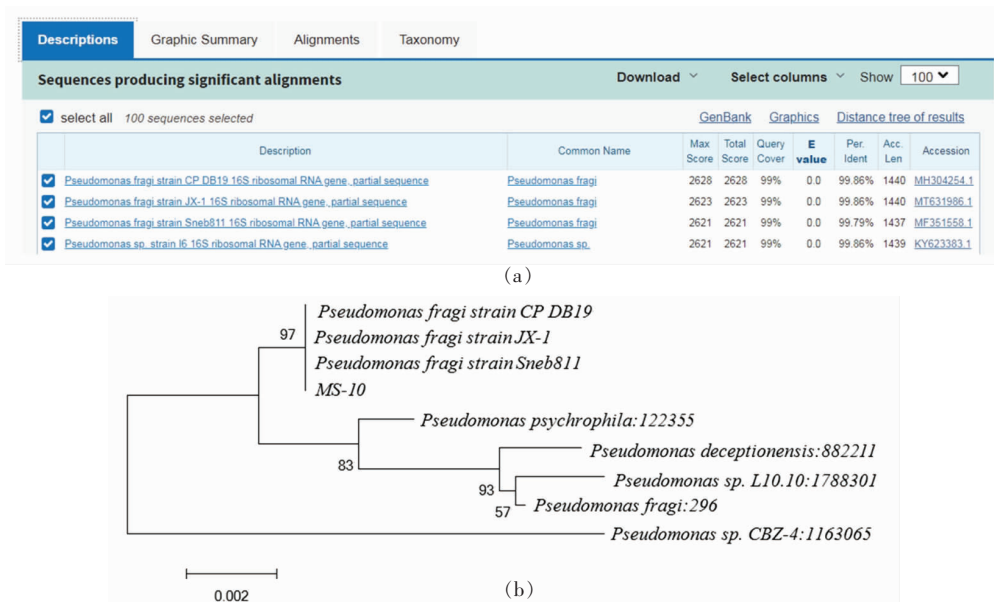 Descriptions Graphic Summary Alignments Taxonomy
Sequences producing significant alignments Download Select columns Show 100
select all 100 sequences selected GenBank Graphics Distance tree of results
Description Common Name Max Score Total Score Query Cover E value Per. Ident Acc. Len Accession
Pseudomonas fragi strain CP DB19 16S ribosomal RNA gene, partial sequence Pseudomonas fragi 2628 2628 99% 0.0 99.86% 1440 MH304254.1
Pseudomonas fragi strain JX-1 16S ribosomal RNA gene, partial sequence Pseudomonas fragi 2623 2623 99% 0.0 99.86% 1440 MT631986.1
Pseudomonas fragi strain Sneb811 16S ribosomal RNA gene, partial sequence Pseudomonas fragi 2621 2621 99% 0.0 99.79% 1437 MF351558.1
Pseudomonas sp. strain I6 16S ribosomal RNA gene, partial sequence Pseudomonas sp. 2621 2621 99% 0.0 99.86% 1439 KY623383.1
(a)
Pseudomonas fragi strain CP DB19
97 Pseudomonas fragi strain JX-1
Pseudomonas fragi strain Sneb811
MS-10
Pseudomonas psychrophila:122355
83 Pseudomonas deceptionensis:882211
93 Pseudomonas sp. L10.10:1788301
57 Pseudomonas fragi:296
Pseudomonas sp. CBZ-4:1163065
0.002
(b)